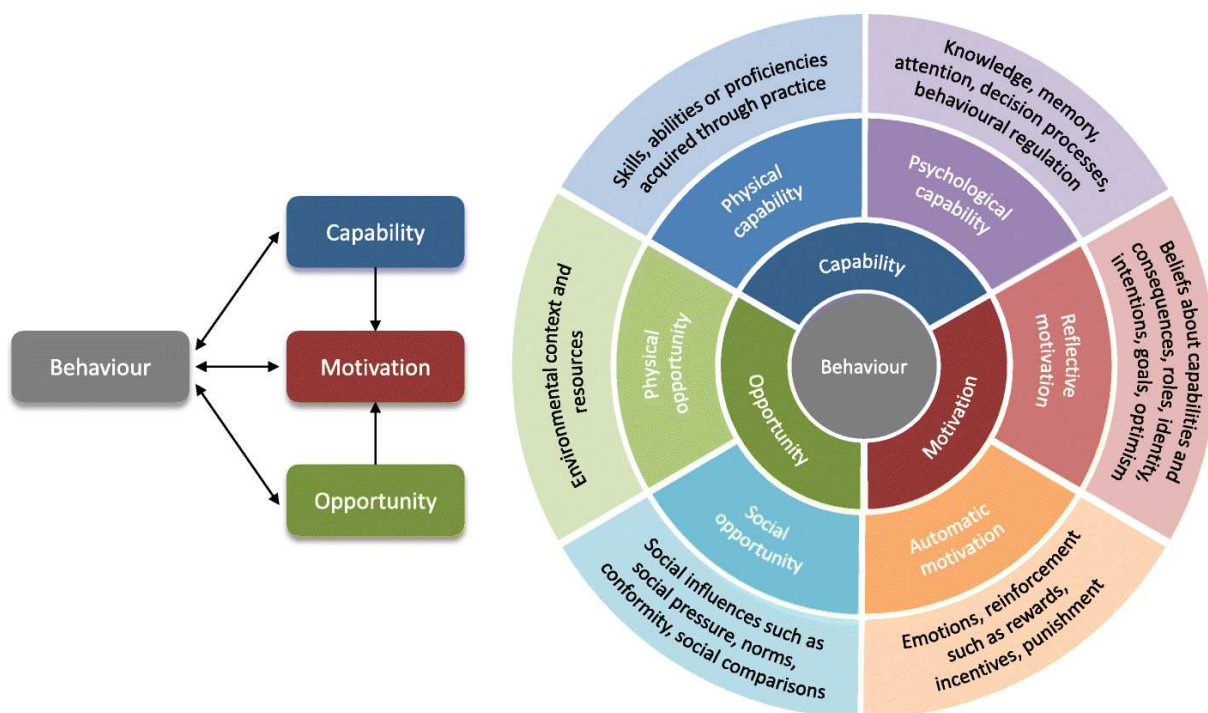 Capability
Behaviour
Motivation
Opportunity
Skills, abilities or proficiencies
acquired through practice
Knowledge, memory,
attention, decision processes,
behavioural regulation
Physical
capability
Psychological
capability
Capability
Environmental context and
resources
Physical
opportunity
Opportunity
Behaviour
Motivation
Reflective
motivation
Beliefs about capabilities and
consequences, roles, identity,
intentions, goals, optimism
Social
opportunity
Automatic
motivation
Social influences such as
social pressure, norms,
conformity, social comparisons
Emotions, reinforcement
such as rewards,
incentives, punishment